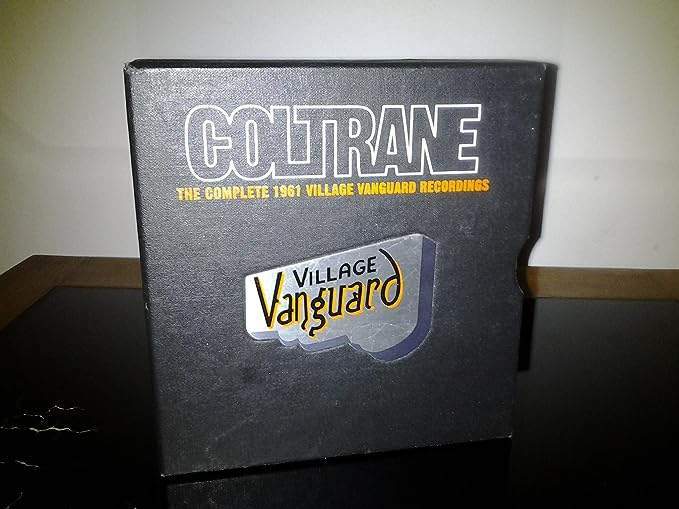 COLTRANE
THE COMPLETE 1961 VILLAGE VANGUARD RECORDINGS
VILLAGE
Vanguard